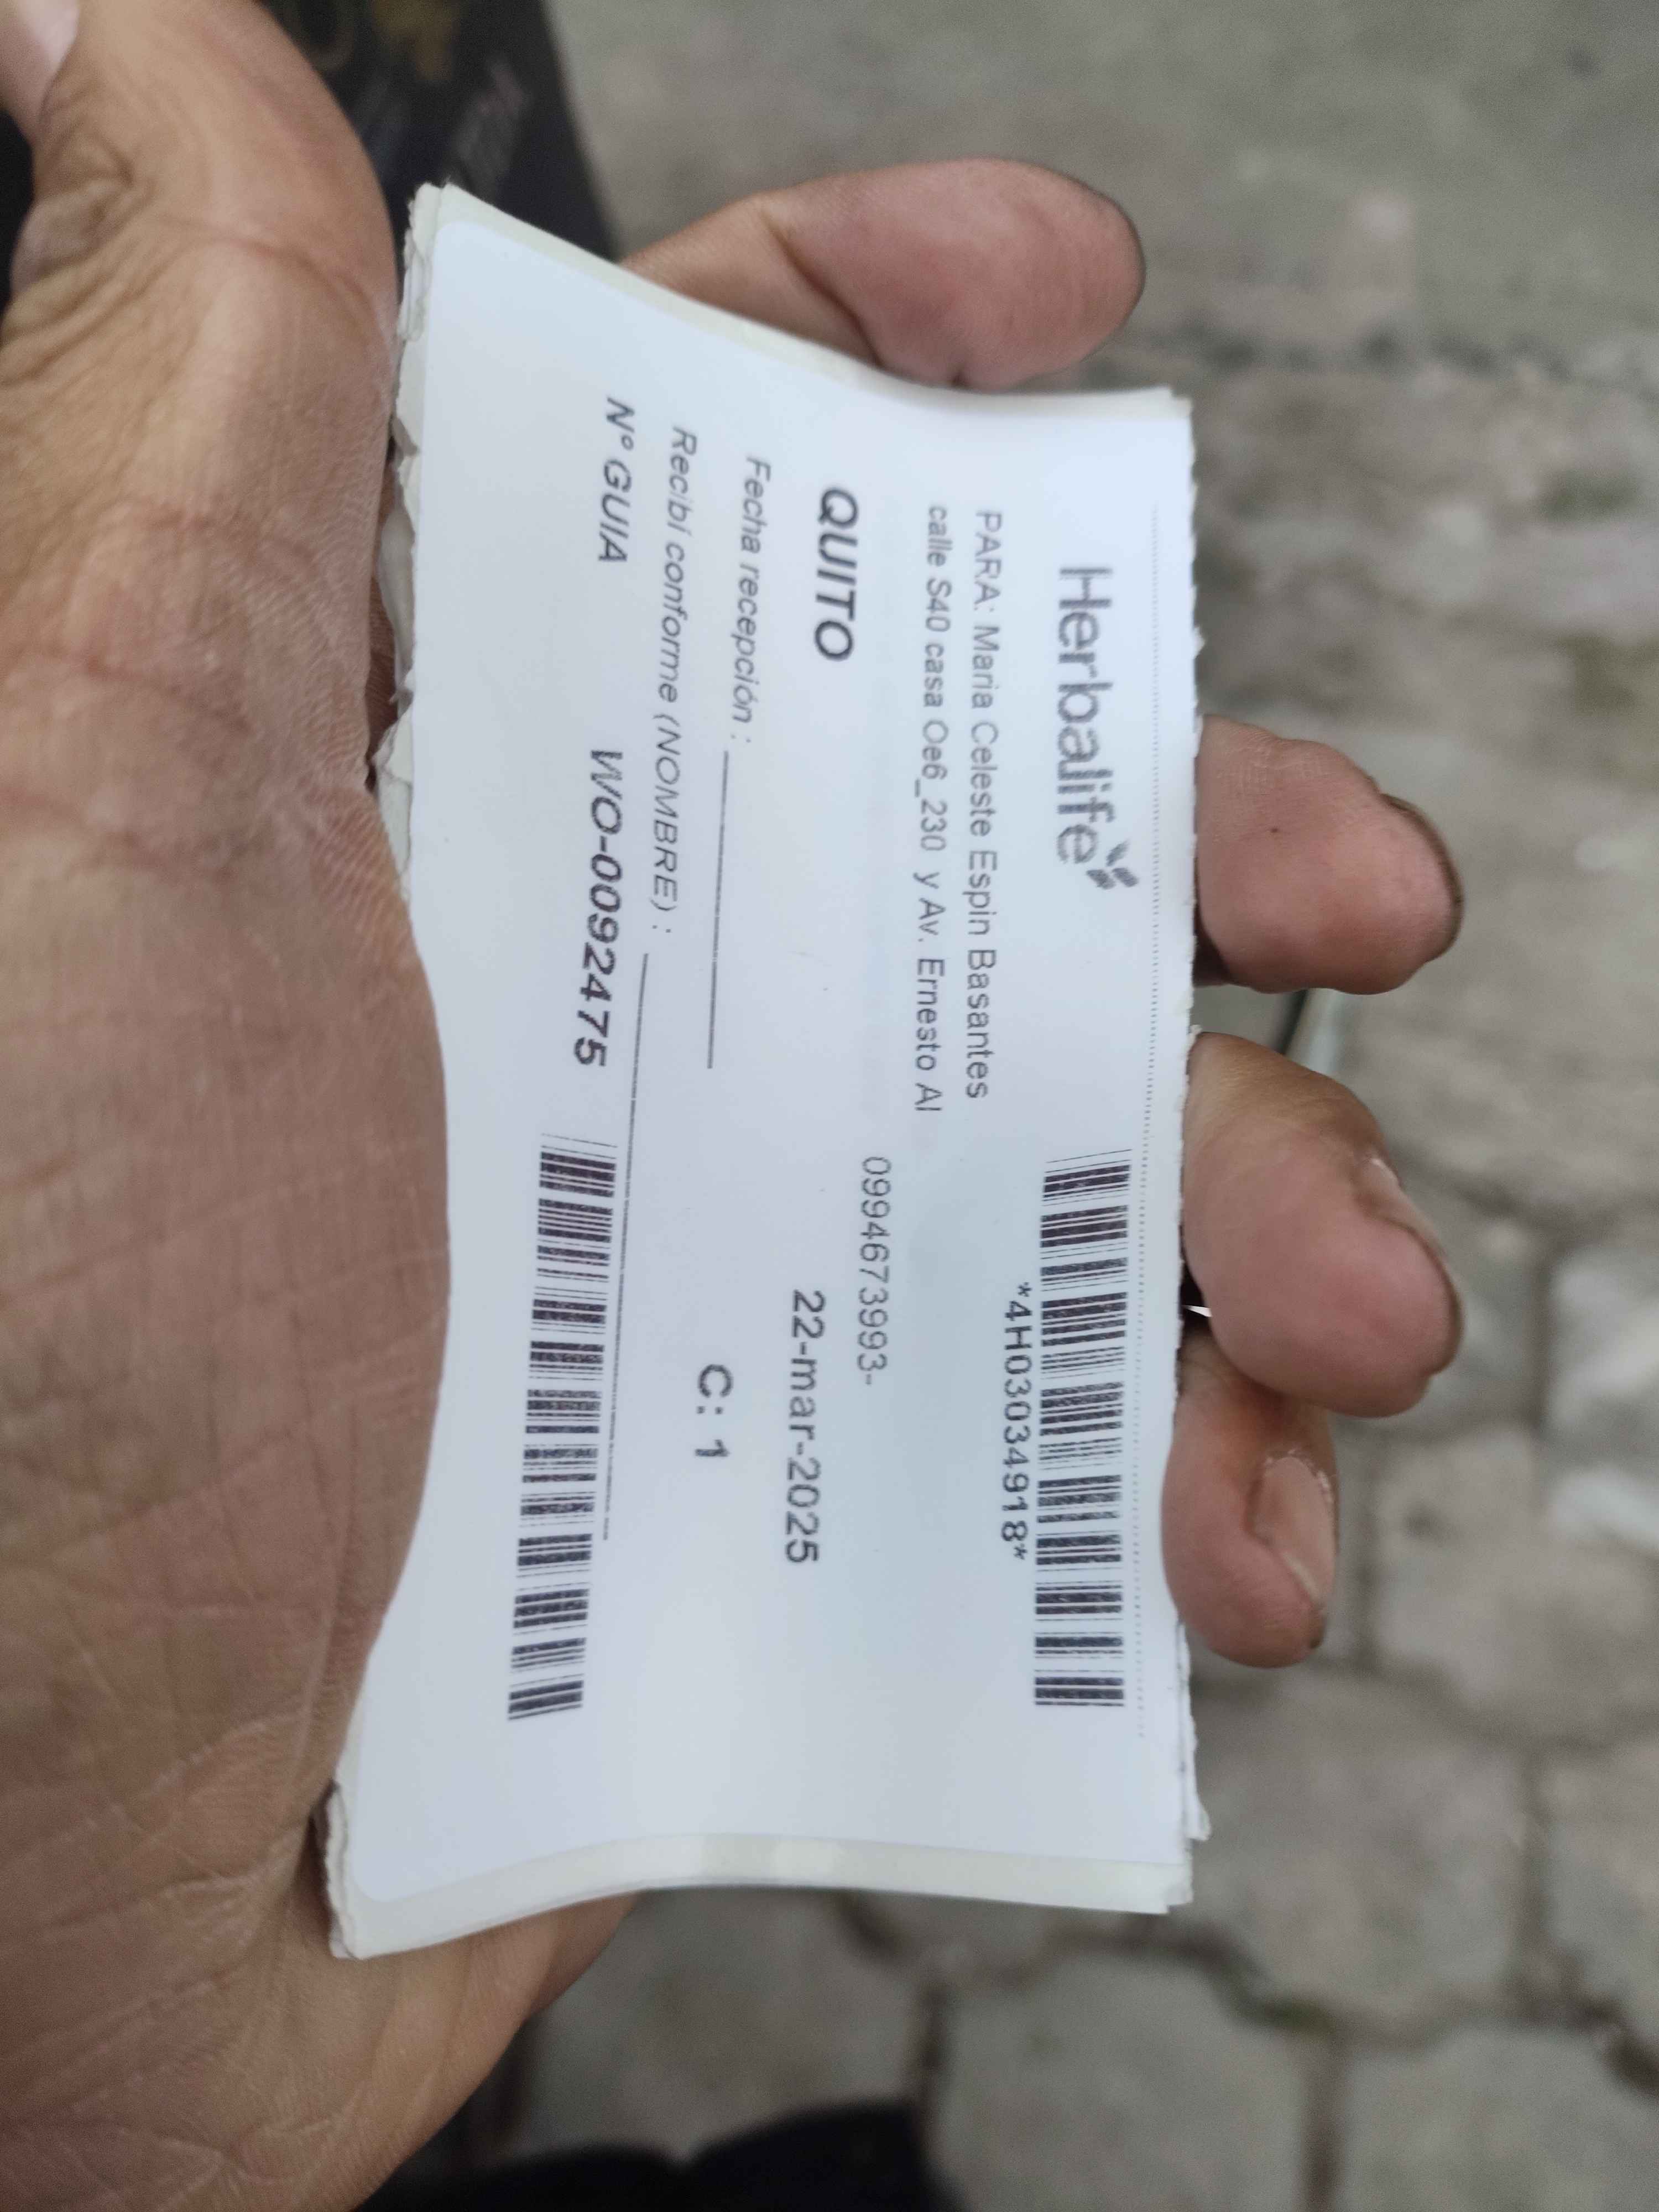 Herbalife
*4H03034918*
PARA: Maria Celeste Espin Basantes
calle S40 casa Oe6_230 y Av. Ernesto Al
0994673993-
QUITO
22-mar-2025
Fecha recepción :
C: 1
Recibí conforme (NOMBRE) :
Nº GUIA WO-0092475